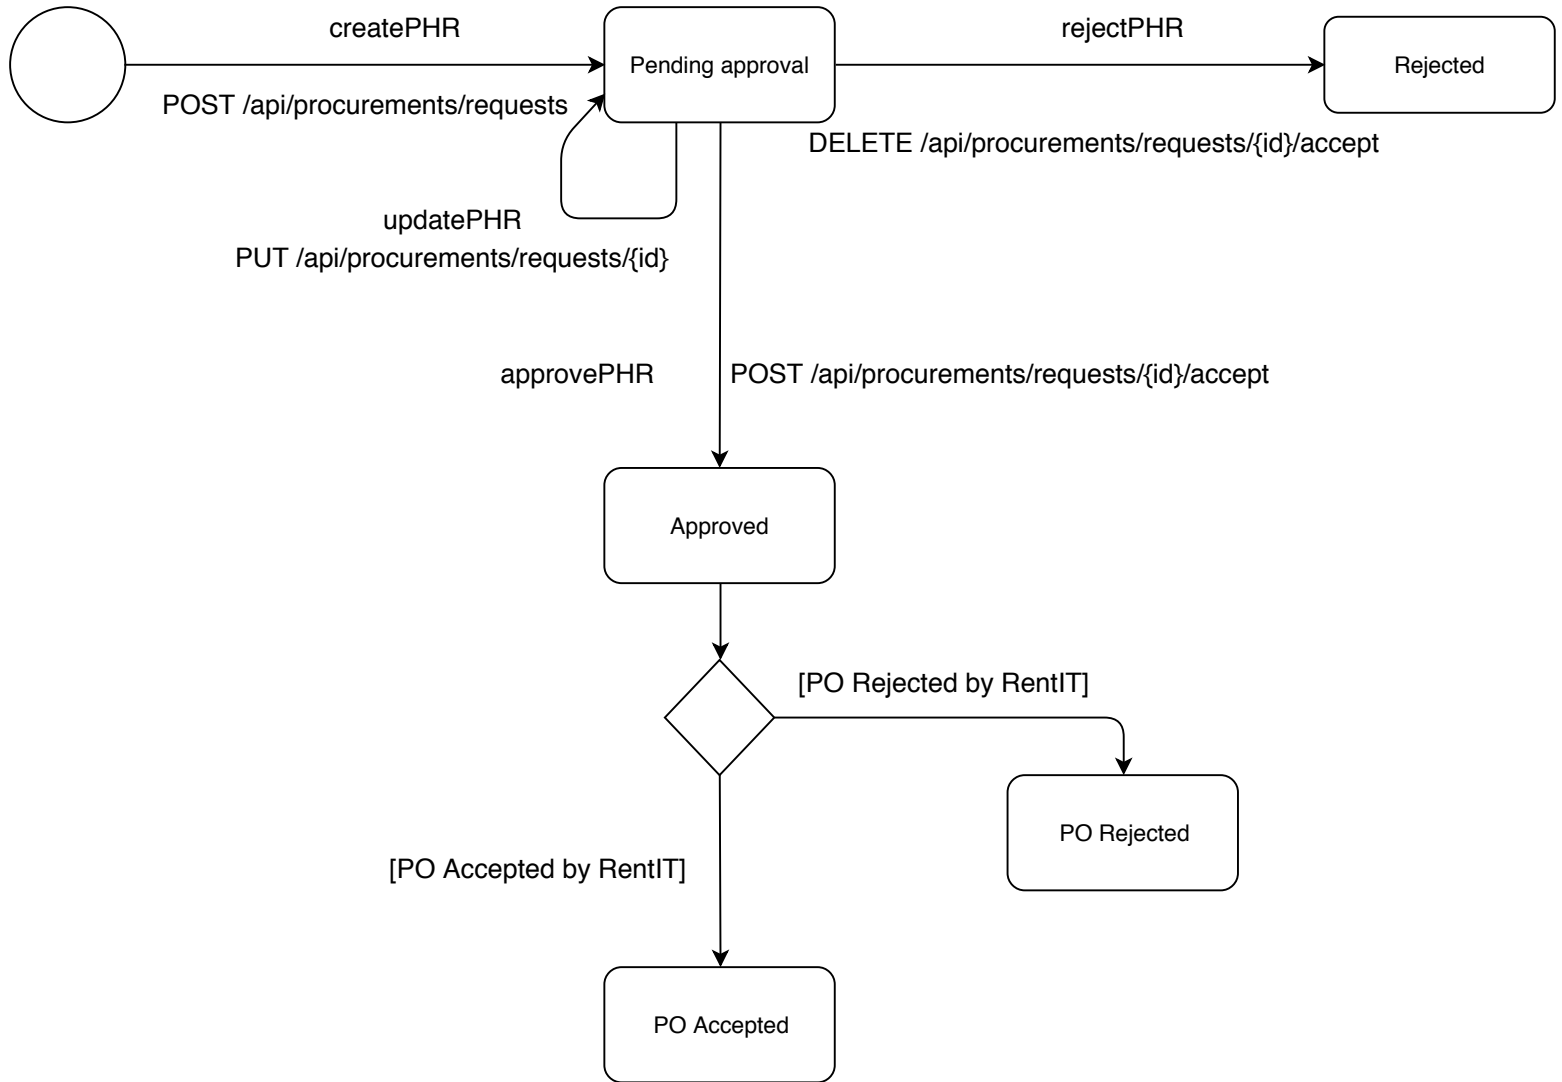 createPHR
rejectPHR
Pending approval
Rejected
POST /api/procurements/requests
DELETE /api/procurements/requests/{id}/accept
updatePHR
PUT /api/procurements/requests/{id}
approvePHR
POST /api/procurements/requests/{id}/accept
Approved
[PO Rejected by RentIT]
PO Rejected
[PO Accepted by RentIT]
PO Accepted